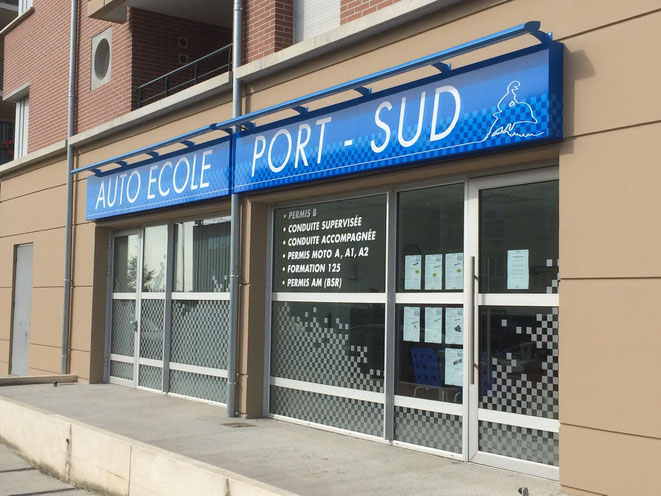 AUTO ECOLE PORT - SUD
• PERMIS B
• CONDUITE SUPERVISÉE
• CONDUITE ACCOMPAGNÉE
• PERMIS MOTO A, A1, A2
• FORMATION 125
• PERMIS AM (BSR)